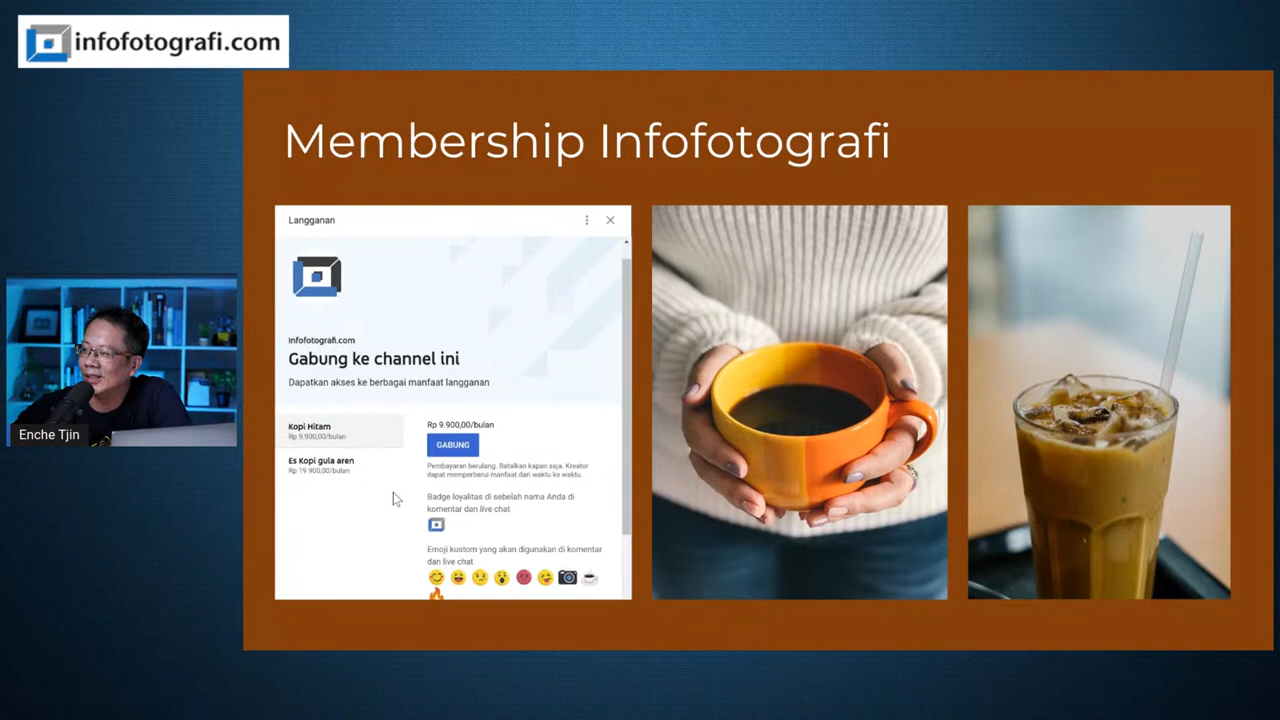 infofotografi.com
Membership Infofotografi
Langganan
Infofotografi.com
Gabung ke channel ini
Dapatkan akses ke berbagai manfaat langganan
Kopi Hitam
Rp 9.900,00/bulan
Es Kopi gula aren
Rp 19.900,00/bulan
Rp 9.900,00/bulan
GABUNG
Pembayaran berulang. Batalkan kapan saja. Kreator
dapat memperbarui manfaat dari waktu ke waktu.
Badge loyalitas di sebelah nama Anda di
komentar dan live chat
Emoji kustom yang akan digunakan di komentar
dan live chat
Enche Tjin